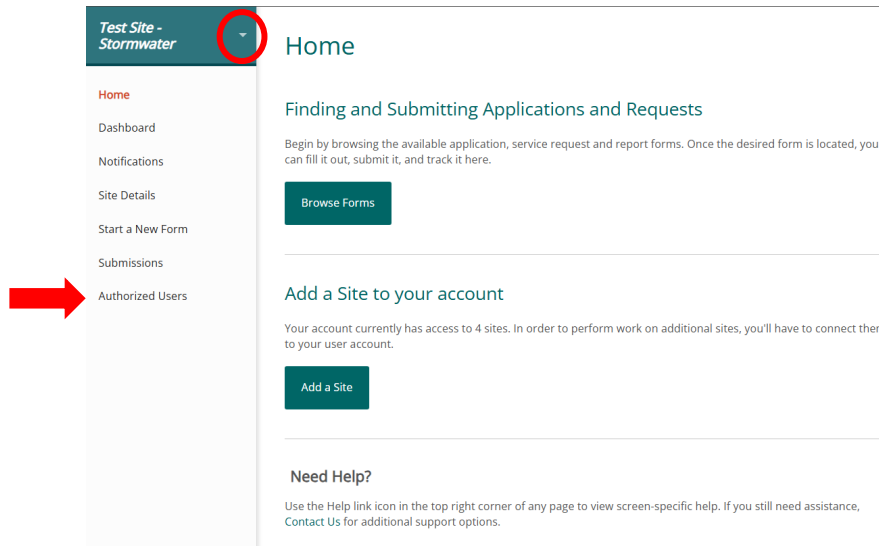 Test Site -
Stormwater
Home
Dashboard
Notifications
Site Details
Start a New Form
Submissions
Authorized Users
Home
Finding and Submitting Applications and Requests
Begin by browsing the available application, service request and report forms. Once the desired form is located, you
can fill it out, submit it, and track it here.
Browse Forms
Add a Site to your account
Your account currently has access to 4 sites. In order to perform work on additional sites, you'll have to connect
to your user account.
Add a Site
Need Help?
Use the Help link icon in the top right corner of any page to view screen-specific help. If you still need assistance,
Contact Us for additional support options.